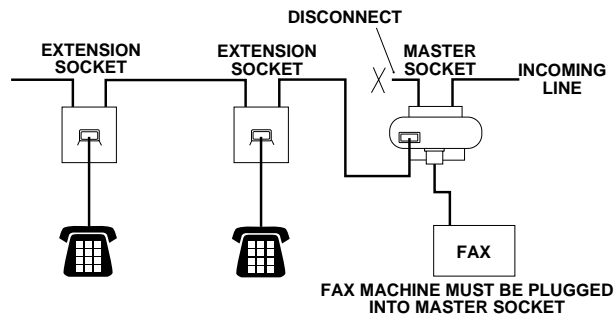 DISCONNECT
EXTENSION
SOCKET
EXTENSION
SOCKET
MASTER
SOCKET
INCOMING
LINE
FAX
FAX MACHINE MUST BE PLUGGED
INTO MASTER SOCKET